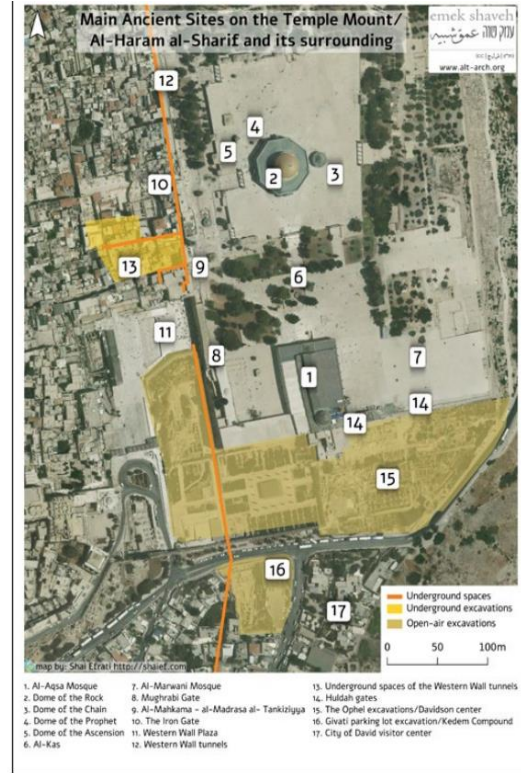 Main Ancient Sites on the Temple Mount/
Al-Haram al-Sharif and its surrounding
emek shaveh
עמק שווה
www.alt-arch.org
12
4
5
2
3
10
13
9
6
11
8
1
7
14
14
15
16
17
Underground spaces
Underground excavations
Open-air excavations
0 50 100m
map by: Shai Efrati http://shaief.com
1. Al-Aqsa Mosque
2. Dome of the Rock
3. Dome of the Chain
4. Dome of the Prophet
5. Dome of the Ascension
6. Al-Kas
7. Al-Marwani Mosque
8. Mughrabi Gate
9. Al-Mahkama - al-Madrasa al- Tankiziyya
10. The Iron Gate
11. Western Wall Plaza
12. Western Wall tunnels
13. Underground spaces of the Western Wall tunnels
14. Huldah gates
15. The Ophel excavations/Davidson center
16. Givati parking lot excavation/Kedem Compound
17. City of David visitor center